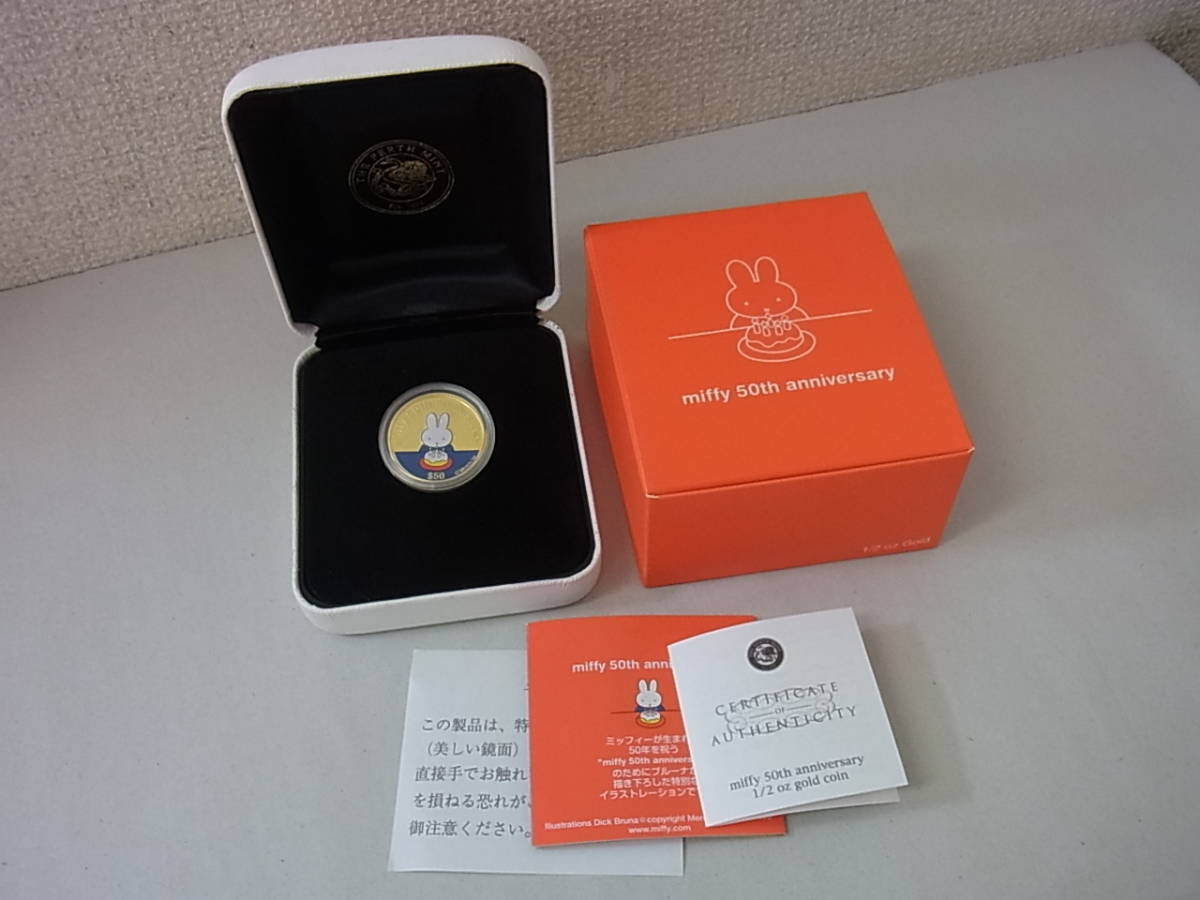 THE PERTH MINT
$50
miffy 50th anniversary
1/2 oz Gold
この製品は、特
（美しい鏡面）
直接手でお触れ
を損ねる恐れが、
御注意ください。
miffy 50th
ミッフィーが生まれ
50年を祝う
"miffy 50th
のためにブルーナが
描き下ろした特別な
イラストレーションで
Illustrations Dick Bruna © copyright
www.miffy.com
CERTIFICATE
OF
AUTHENTICITY
miffy 50th anniversary
1/2 oz gold coin